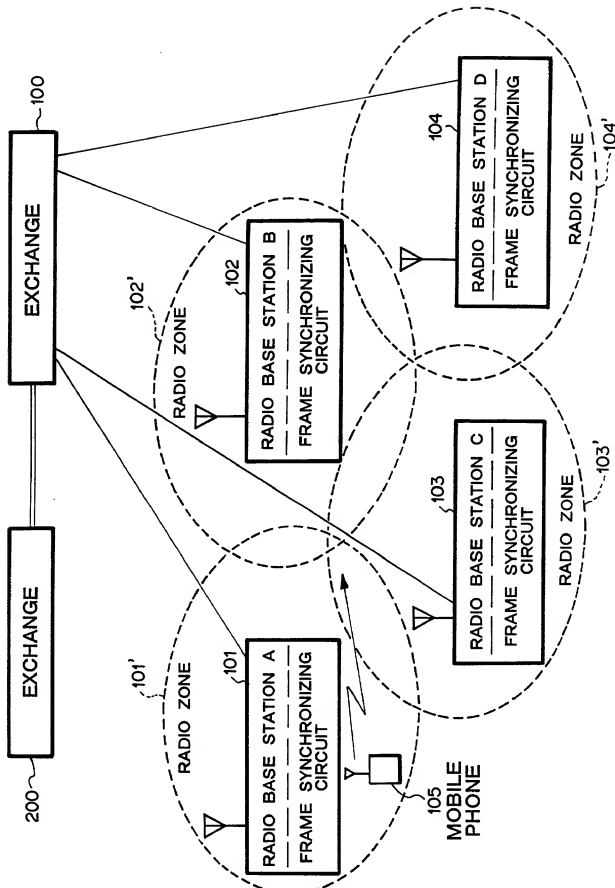 EXCHANGE
200
EXCHANGE
100
101'
RADIO ZONE
101
RADIO BASE STATION A
FRAME SYNCHRONIZING
CIRCUIT
105
MOBILE
PHONE
102'
RADIO ZONE
102
RADIO BASE STATION B
FRAME SYNCHRONIZING
CIRCUIT
103
RADIO BASE STATION C
FRAME SYNCHRONIZING
CIRCUIT
RADIO ZONE
103'
104
RADIO BASE STATION D
FRAME SYNCHRONIZING
CIRCUIT
RADIO ZONE
104'